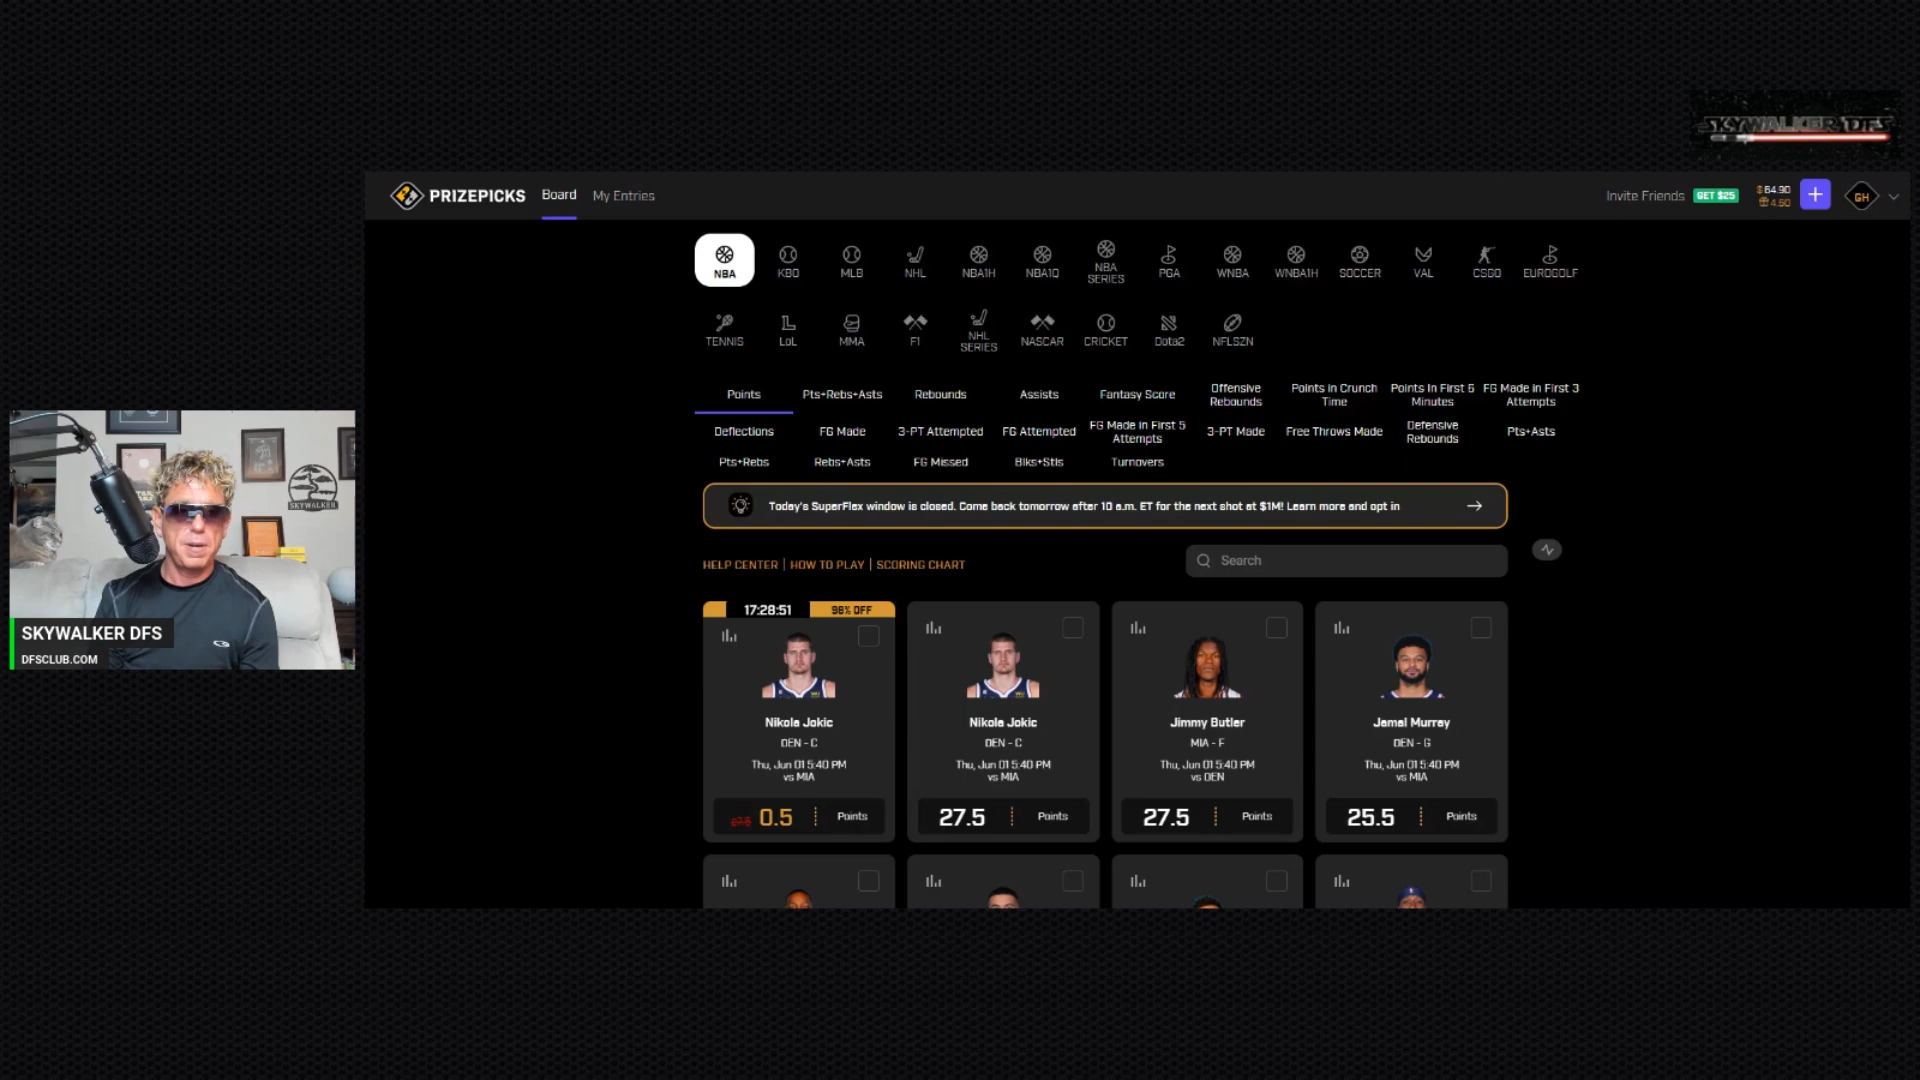 SKYWALKER DFS
PRIZEPICKS
Board
My Entries
Invite Friends
GET $25
$64.90
4.50
GH
NBA
KBO
MLB
NHL
NBA1H
NBA1Q
NBA
SERIES
PGA
WNBA
WNBA1H
SOCCER
VAL
CSGO
EUROGOLF
TENNIS
LoL
MMA
F1
NHL
SERIES
NASCAR
CRICKET
Dota2
NFLSZN
Points
Pts+Rebs+Asts
Rebounds
Assists
Fantasy Score
Offensive
Rebounds
Points in Crunch
Time
Points In First 6
Minutes
FG Made in First 3
Attempts
Deflections
FG Made
3-PT Attempted
FG Attempted
FG Made in First 5
Attempts
3-PT Made
Free Throws Made
Defensive
Rebounds
Pts+Asts
Pts+Rebs
Rebs+Asts
FG Missed
Blks+Stls
Turnovers
Today's SuperFlex window is closed. Come back tomorrow after 10 a.m. ET for the next shot at $1M! Learn more and opt in
HELP CENTER | HOW TO PLAY | SCORING CHART
Search
17:28:51
98% OFF
Nikola Jokic
DEN - C
Thu, Jun 01 5:40 PM
vs MIA
27.5 0.5
Points
Nikola Jokic
DEN - C
Thu, Jun 01 5:40 PM
vs MIA
27.5
Points
Jimmy Butler
MIA - F
Thu, Jun 01 5:40 PM
vs DEN
27.5
Points
Jamal Murray
DEN - G
Thu, Jun 01 5:40 PM
vs MIA
25.5
Points
SKYWALKER
SKYWALKER DFS
DFSCLUB.COM